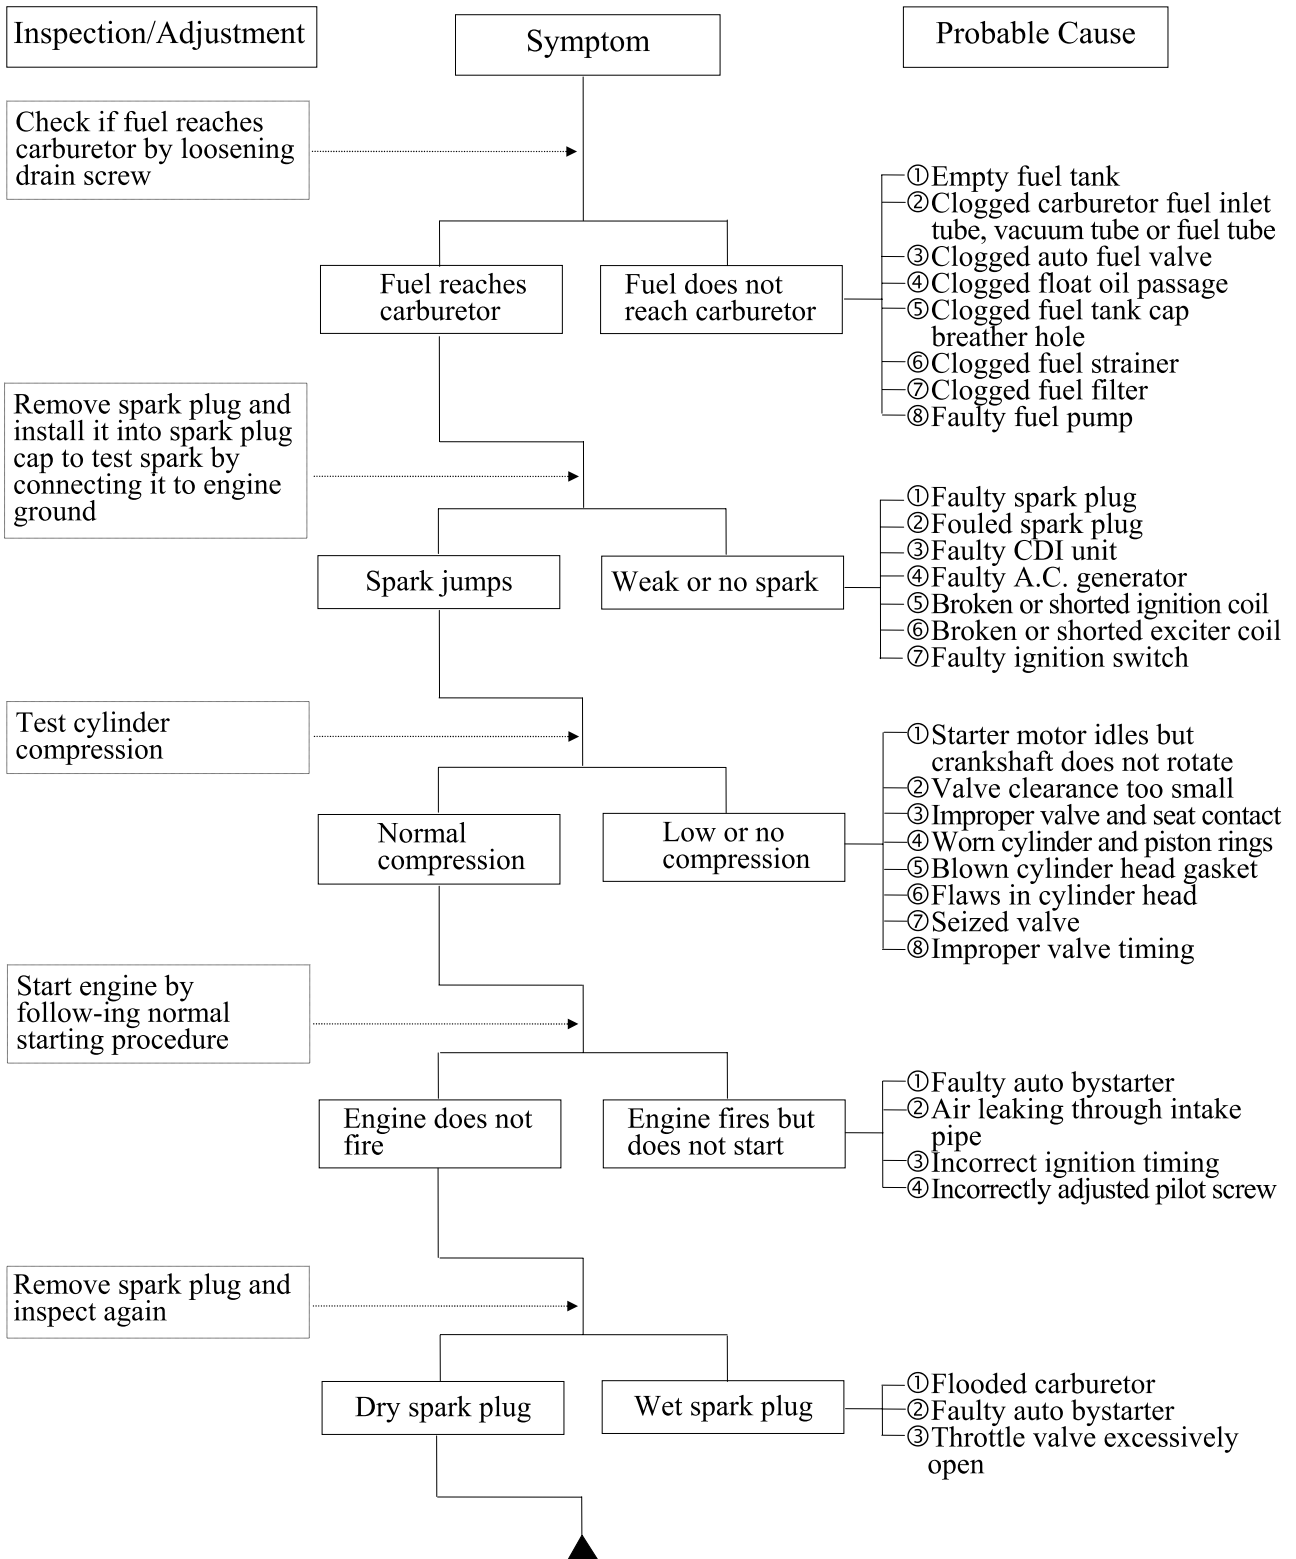 Inspection/Adjustment
Symptom
Probable Cause
Check if fuel reaches
carburetor by loosening
drain screw
Fuel reaches
carburetor
Fuel does not
reach carburetor
①Empty fuel tank
②Clogged carburetor fuel inlet
tube, vacuum tube or fuel tube
③Clogged auto fuel valve
④Clogged float oil passage
⑤Clogged fuel tank cap
breather hole
⑥Clogged fuel strainer
⑦Clogged fuel filter
⑧Faulty fuel pump
Remove spark plug and
install it into spark plug
cap to test spark by
connecting it to engine
ground
Spark jumps
Weak or no spark
①Faulty spark plug
②Fouled spark plug
③Faulty CDI unit
④Faulty A.C. generator
⑤Broken or shorted ignition coil
⑥Broken or shorted exciter coil
⑦Faulty ignition switch
Test cylinder
compression
Normal
compression
Low or no
compression
①Starter motor idles but
crankshaft does not rotate
②Valve clearance too small
③Improper valve and seat contact
④Worn cylinder and piston rings
⑤Blown cylinder head gasket
⑥Flaws in cylinder head
⑦Seized valve
⑧Improper valve timing
Start engine by
follow-ing normal
starting procedure
Engine does not
fire
Engine fires but
does not start
①Faulty auto bystarter
②Air leaking through intake
pipe
③Incorrect ignition timing
④Incorrectly adjusted pilot screw
Remove spark plug and
inspect again
Dry spark plug
Wet spark plug
①Flooded carburetor
②Faulty auto bystarter
③Throttle valve excessively
open